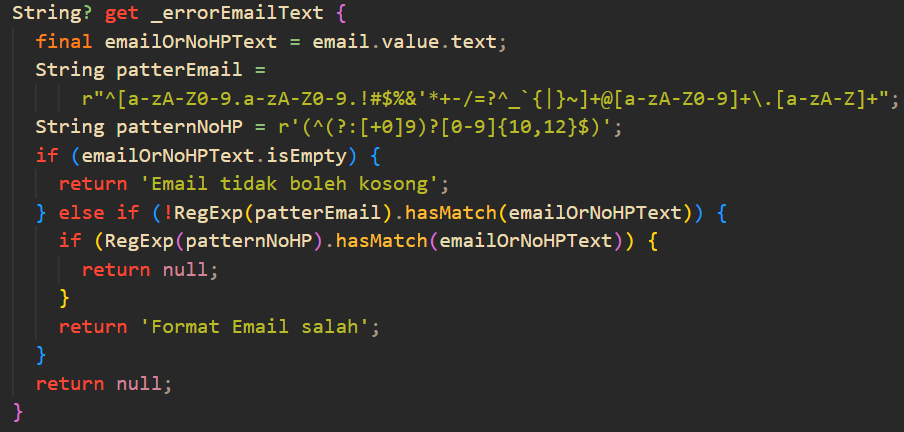 String? get _errorEmailText {
final emailOrNoHPText = email.value.text;
String patterEmail =
r"^[a-zA-Z0-9.a-zA-Z0-9.!#$%&'*+-/=?^_`{|}~]+@[a-zA-Z0-9]+\.[a-zA-Z]+";
String patternNoHP = r'(^(?:[+0]9)?[0-9]{10,12}$)';
if (emailOrNoHPText.isEmpty) {
return 'Email tidak boleh kosong';
} else if (!RegExp(patterEmail).hasMatch(emailOrNoHPText)) {
if (RegExp(patternNoHP).hasMatch(emailOrNoHPText)) {
return null;
}
return 'Format Email salah';
}
return null;
}